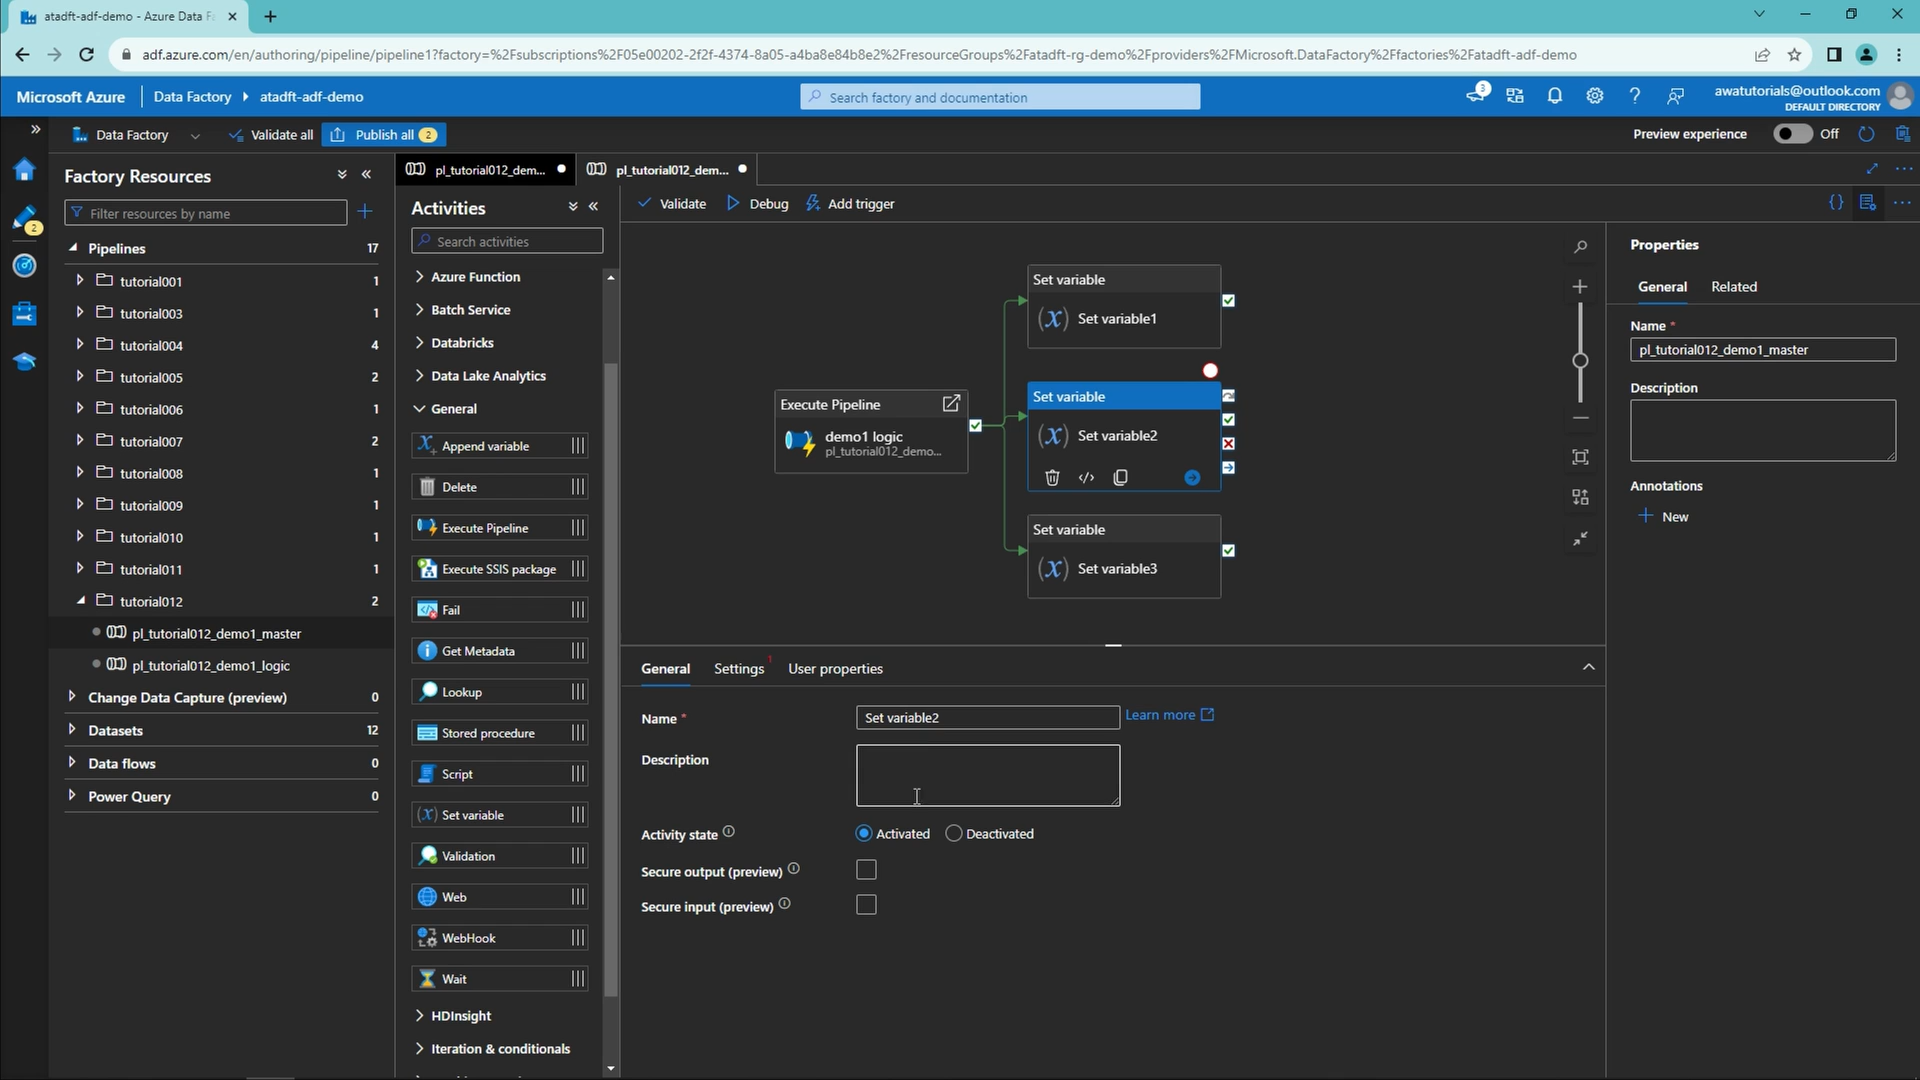 atadft-adf-demo - Azure Data Fa
adf.azure.com/en/authoring/pipeline/pipeline1?factory=%2Fsubscriptions%2F05e00202-2f2f-4374-8a05-a4ba8e84b8e2%2FresourceGroups%2Fatadft-rg-demo%2Fproviders%2FMicrosoft.DataFactory%2Ffactories%2Fatadft-adf-demo
Microsoft Azure
Data Factory
atadft-adf-demo
Search factory and documentation
3
awatutorials@outlook.com
DEFAULT DIRECTORY
Data Factory
Validate all
Publish all 2
Preview experience
Off
Factory Resources
Filter resources by name
2
Pipelines 17
tutorial001 1
tutorial003 1
tutorial004 4
tutorial005 2
tutorial006 1
tutorial007 2
tutorial008 1
tutorial009 1
tutorial010 1
tutorial011 1
tutorial012 2
pl_tutorial012_demo1_master
pl_tutorial012_demo1_logic
Change Data Capture (preview) 0
Datasets 12
Data flows 0
Power Query 0
pl_tutorial012_dem...
pl_tutorial012_dem...
Activities
Search activities
Azure Function
Batch Service
Databricks
Data Lake Analytics
General
Append variable
Delete
Execute Pipeline
Execute SSIS package
Fail
Get Metadata
Lookup
Stored procedure
Script
Set variable
Validation
Web
WebHook
Wait
HDInsight
Iteration & conditionals
Validate
Debug
Add trigger
Execute Pipeline
demo1 logic
pl_tutorial012_demo...
Set variable
(x) Set variable1
Set variable
(x) Set variable2
Set variable
(x) Set variable3
General
Settings 1
User properties
Name *
Set variable2
Learn more
Description
Activity state
Activated
Deactivated
Secure output (preview)
Secure input (preview)
Properties
General
Related
Name *
pl_tutorial012_demo1_master
Description
Annotations
New